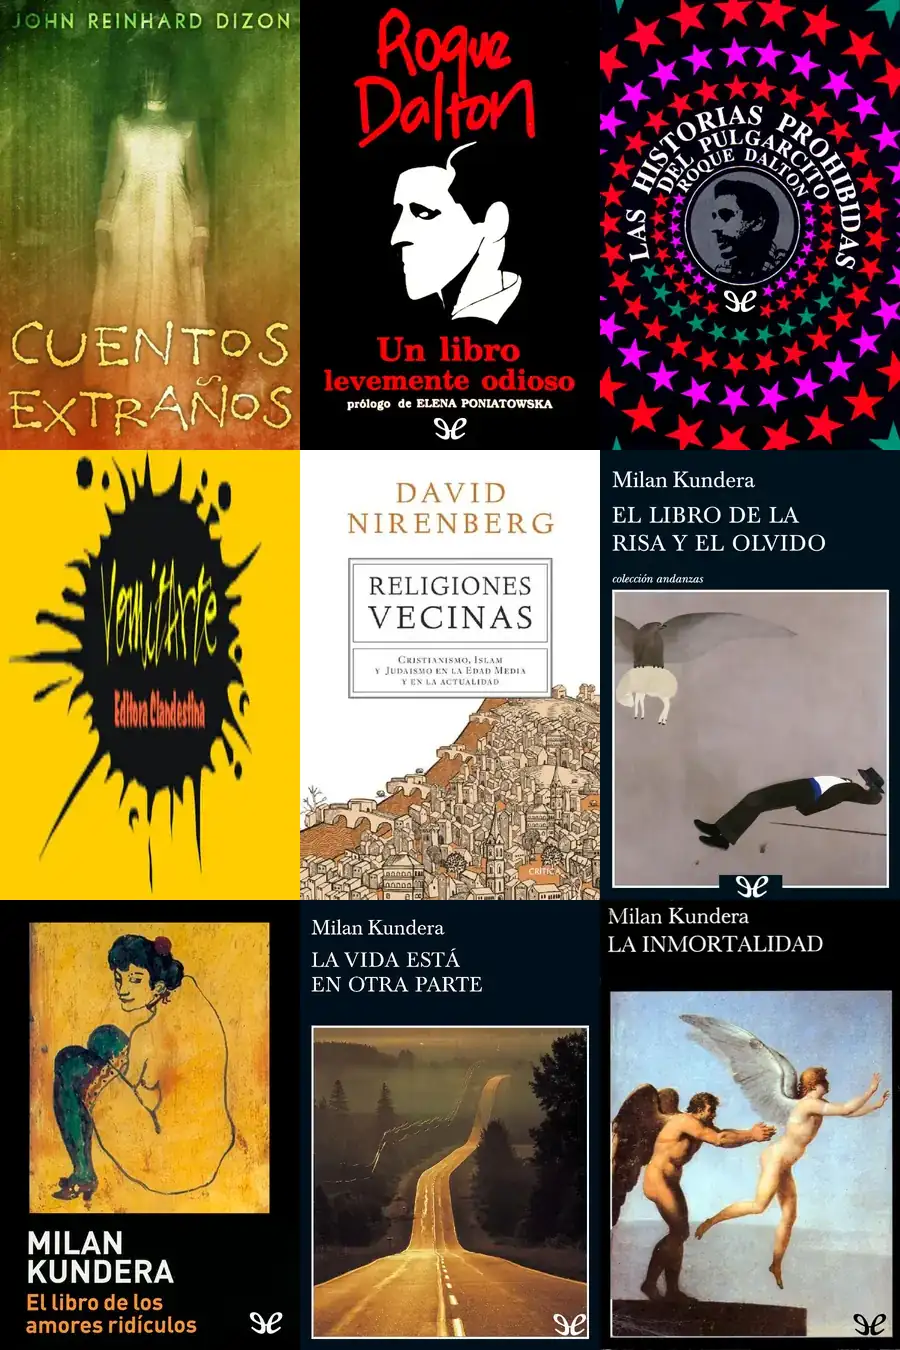 JOHN REINHARD DIZON
CUENTOS
EXTRAÑOS
Roque
Dalton
Un libro
levemente odioso
prólogo de ELENA PONIATOWSKA
LAS HISTORIAS PROHIBIDAS
DEL PULGARCITO
ROQUE DALTON
VomitArte
Editora Clandestina
DAVID
NIRENBERG
RELIGIONES
VECINAS
CRISTIANISMO, ISLAM
Y JUDAISMO EN LA EDAD MEDIA
Y EN LA ACTUALIDAD
CRÍTICA
Milan Kundera
EL LIBRO DE LA
RISA Y EL OLVIDO
colección andanzas
MILAN
KUNDERA
El libro de los
amores ridículos
Milan Kundera
LA VIDA ESTÁ
EN OTRA PARTE
Milan Kundera
LA INMORTALIDAD